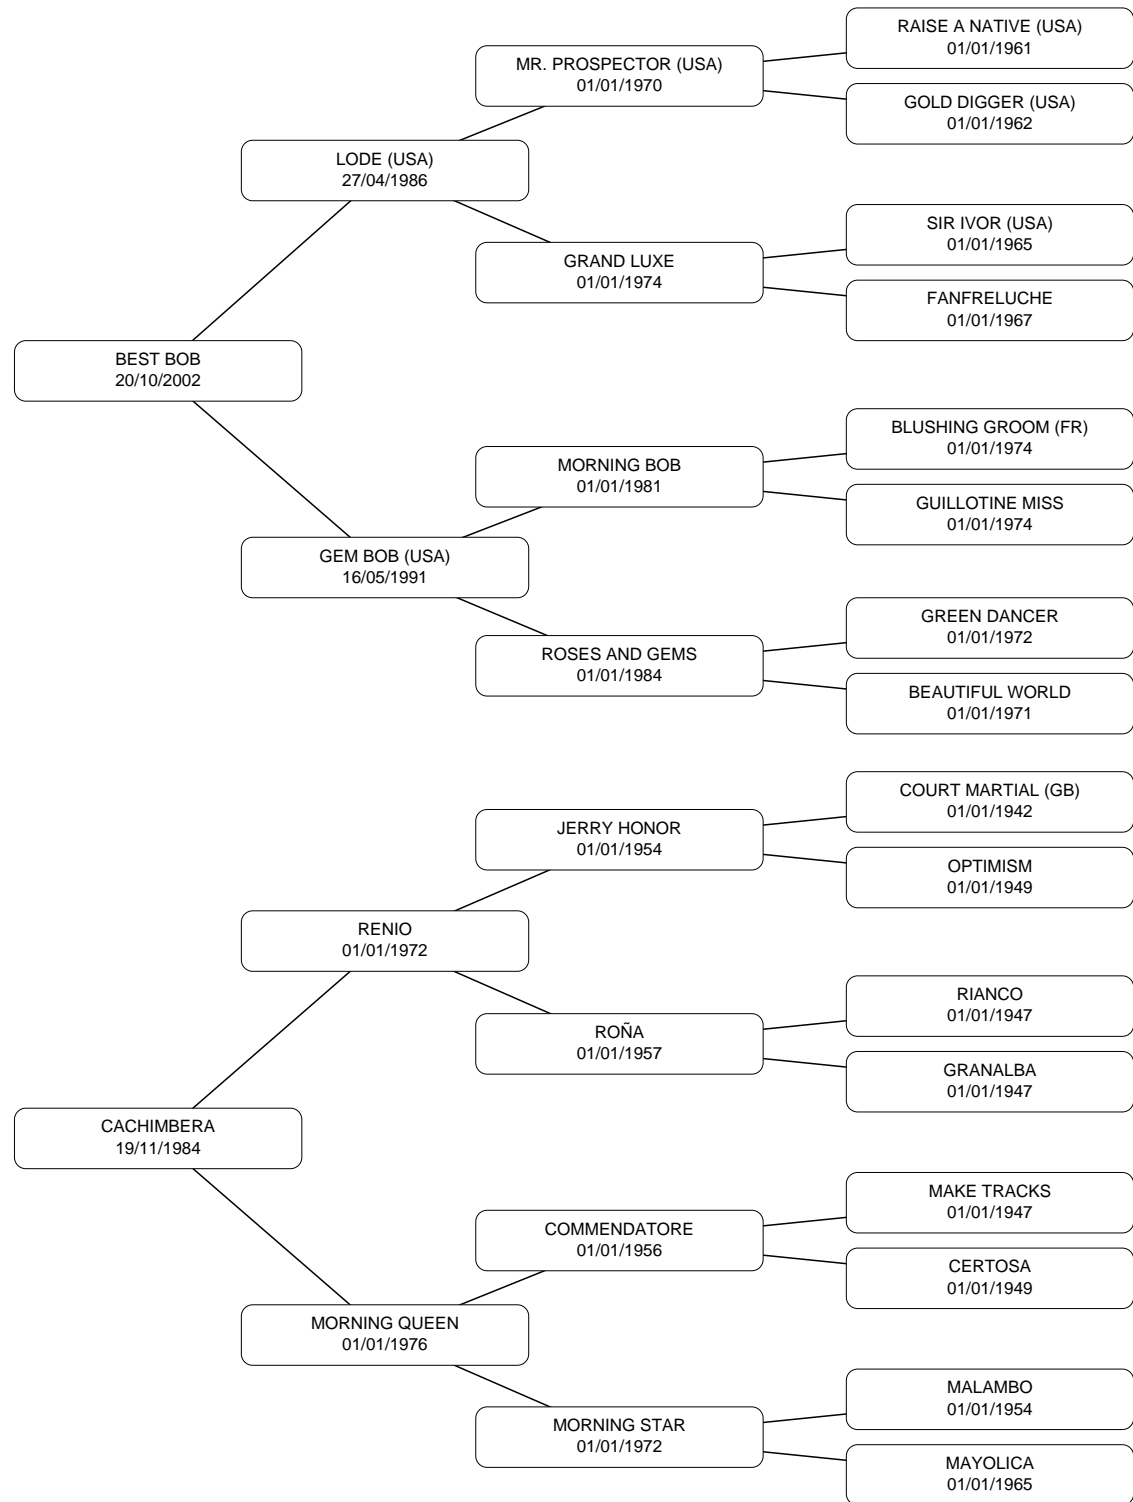 RAISE A NATIVE (USA)
01/01/1961
MR. PROSPECTOR (USA)
01/01/1970
GOLD DIGGER (USA)
01/01/1962
LODE (USA)
27/04/1986
SIR IVOR (USA)
01/01/1965
GRAND LUXE
01/01/1974
FANFRELUCHE
01/01/1967
BEST BOB
20/10/2002
BLUSHING GROOM (FR)
01/01/1974
MORNING BOB
01/01/1981
GUILLOTINE MISS
01/01/1974
GEM BOB (USA)
16/05/1991
GREEN DANCER
01/01/1972
ROSES AND GEMS
01/01/1984
BEAUTIFUL WORLD
01/01/1971
COURT MARTIAL (GB)
01/01/1942
JERRY HONOR
01/01/1954
OPTIMISM
01/01/1949
RENIO
01/01/1972
RIANCO
01/01/1947
ROÑA
01/01/1957
GRANALBA
01/01/1947
CACHIMBERA
19/11/1984
MAKE TRACKS
01/01/1947
COMMENDATORE
01/01/1956
CERTOSA
01/01/1949
MORNING QUEEN
01/01/1976
MALAMBO
01/01/1954
MORNING STAR
01/01/1972
MAYOLICA
01/01/1965